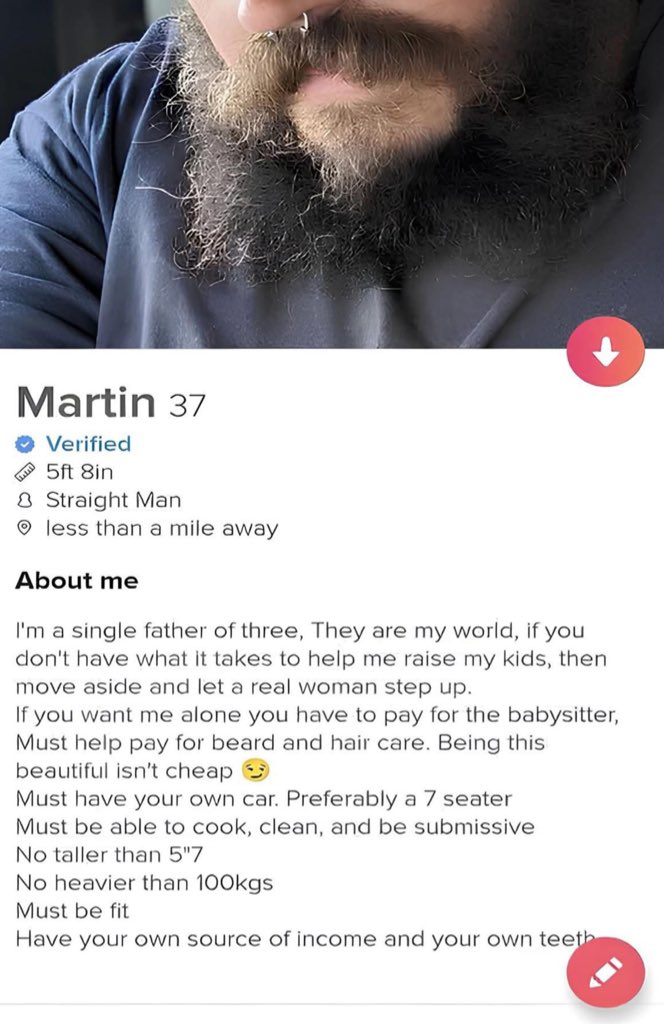 Martin 37
Verified
5ft 8in
Straight Man
less than a mile away
About me
I'm a single father of three, They are my world, if you
don't have what it takes to help me raise my kids, then
move aside and let a real woman step up.
If you want me alone you have to pay for the babysitter,
Must help pay for beard and hair care. Being this
beautiful isn't cheap 😏
Must have your own car. Preferably a 7 seater
Must be able to cook, clean, and be submissive
No taller than 5"7
No heavier than 100kgs
Must be fit
Have your own source of income and your own teeth